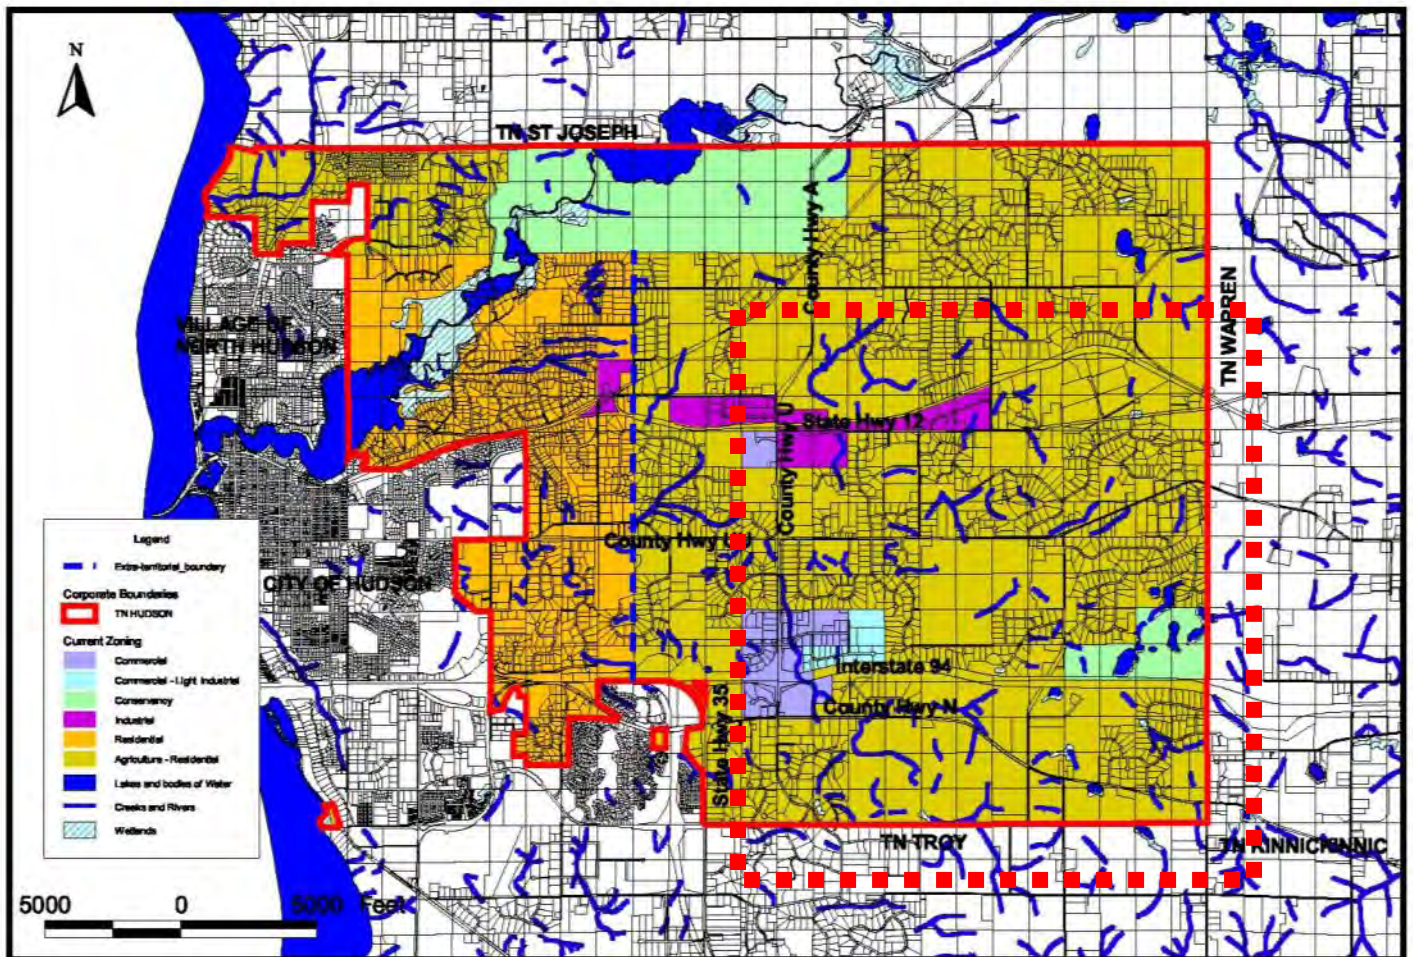 N
TN ST JOSEPH
County Hwy A
TN WARREN
VILLAGE OF
NORTH HUDSON
State Hwy 12
County Hwy U
County Hwy UU
CITY OF HUDSON
Interstate 94
County Hwy N
State Hwy 35
TN TROY
TN KINNICKINNIC
Legend
Extra-territorial_boundary
Corporate Boundaries
TN HUDSON
Current Zoning
Commercial
Commercial - Light Industrial
Conservancy
Industrial
Residential
Agriculture - Residential
Lakes and bodies of Water
Creeks and Rivers
Wetlands
5000 0 5000 Feet